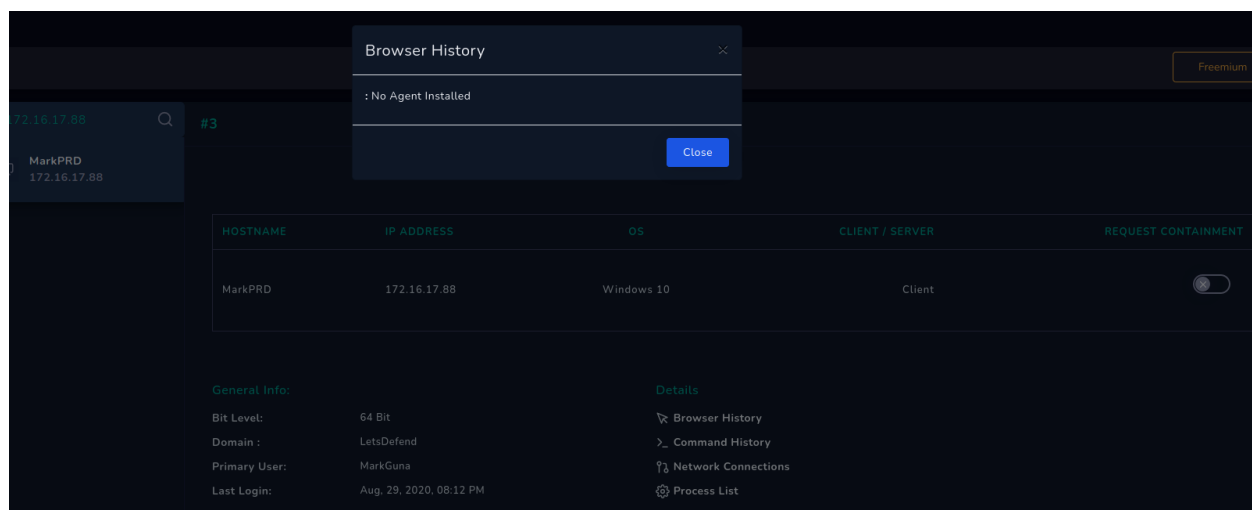 Browser History
Freemium
: No Agent Installed
72.16.17.88
#3
Close
MarkPRD
172.16.17.88
HOSTNAME IP ADDRESS OS CLIENT / SERVER REQUEST CONTAINMENT
MarkPRD 172.16.17.88 Windows 10 Client
General Info: Details
Bit Level: 64 Bit Browser History
Domain : LetsDefend >_ Command History
Primary User: MarkGuna Network Connections
Last Login: Aug, 29, 2020, 08:12 PM Process List